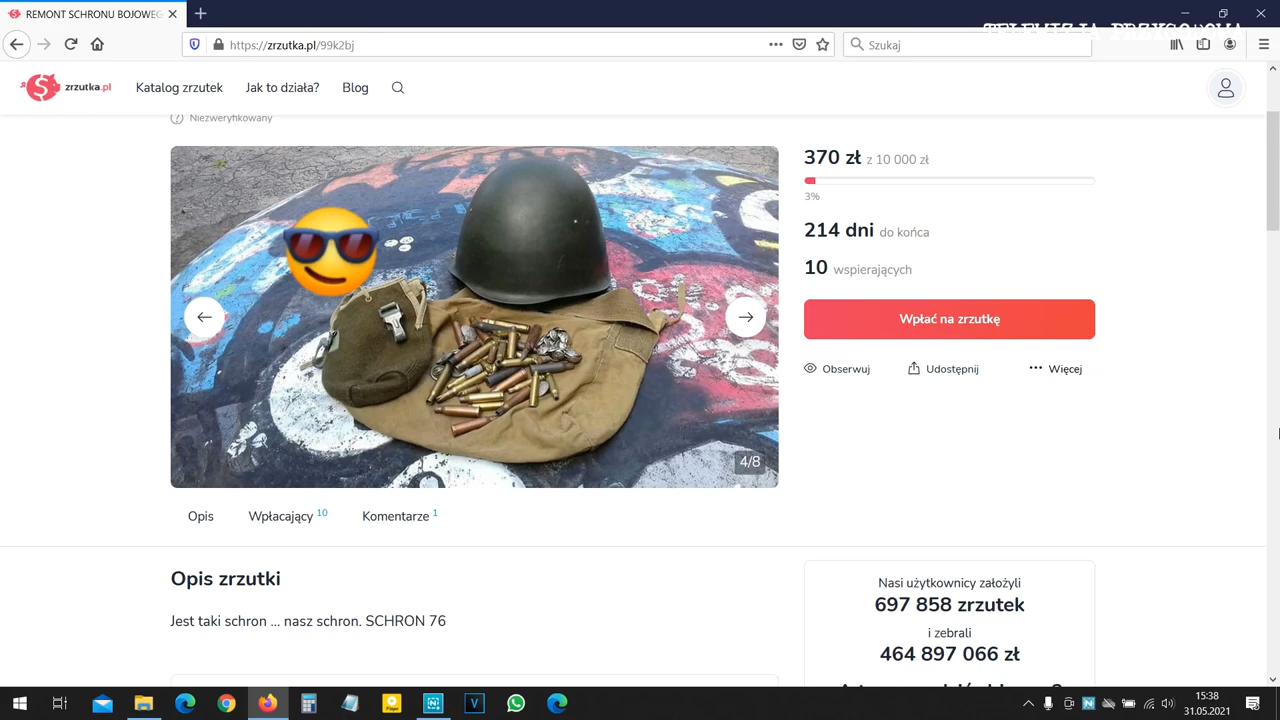 REMONT SCHRONU BOJOWEG
TELEWIZJA PRZYGODOWA
https://zrzutka.pl/99k2bj
Szukaj
zrzutka.pl
Katalog zrzutek
Jak to działa?
Blog
Niezweryfikowany
370 zł z 10 000 zł
3%
214 dni do końca
10 wspierających
Wpłać na zrzutkę
Obserwuj
Udostępnij
Więcej
4/8
Opis
Wpłacający 10
Komentarze 1
Opis zrzutki
Jest taki schron ... nasz schron. SCHRON 76
Nasi użytkownicy założyli
697 858 zrzutek
i zebrali
464 897 066 zł
15:38
31.05.2021